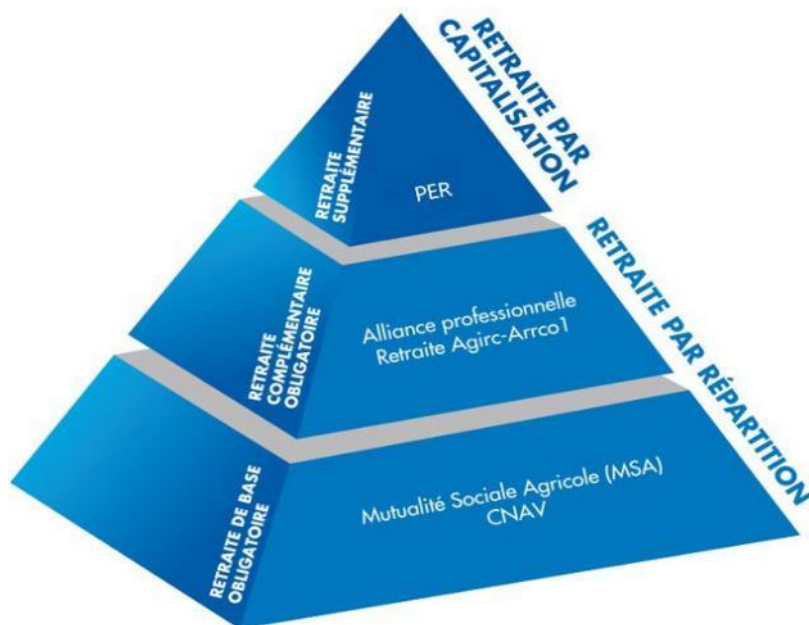 RETRAITE PAR
CAPITALISATION
RETRAITE
SUPPLÉMENTAIRE
PER
RETRAITE PAR RÉPARTITION
RETRAITE
COMPLÉMENTAIRE
OBLIGATOIRE
Alliance professionnelle
Retraite Agirc-Arrco1
RETRAITE DE BASE
OBLIGATOIRE
Mutualité Sociale Agricole (MSA)
CNAV